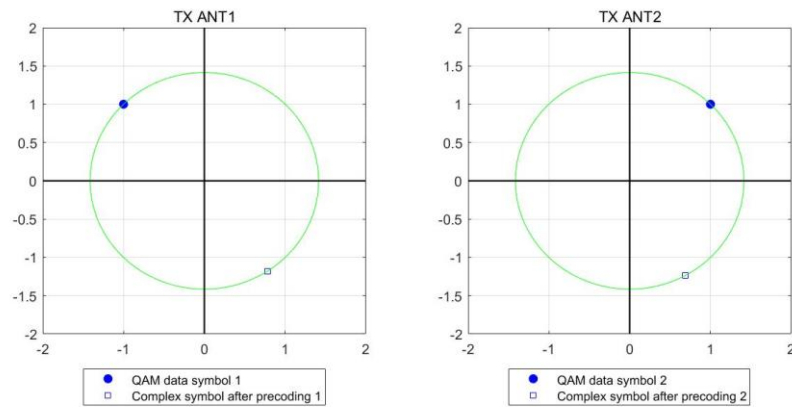 TX ANT1
2
1.5
1
0.5
0
-0.5
-1
-1.5
-2
-2 -1 0 1 2
QAM data symbol 1
Complex symbol after precoding 1
TX ANT2
2
1.5
1
0.5
0
-0.5
-1
-1.5
-2
-2 -1 0 1 2
QAM data symbol 2
Complex symbol after precoding 2